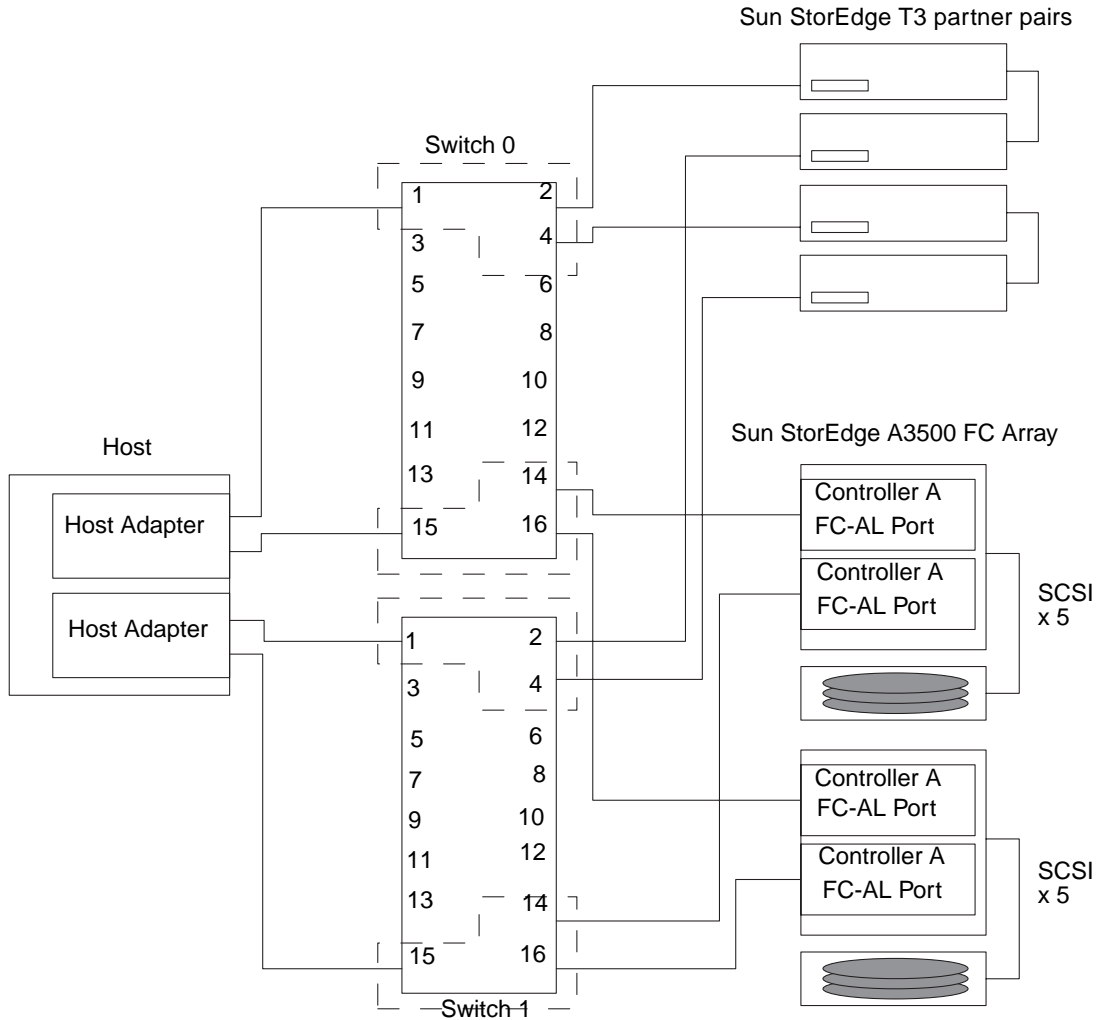 Sun StorEdge T3 partner pairs
Switch 0
1 2
3 4
5 6
7 8
9 10
11 12
13 14
15 16
Host
Host Adapter
Host Adapter
Sun StorEdge A3500 FC Array
Controller A
FC-AL Port
Controller A
FC-AL Port
SCSI
x 5
1 2
3 4
5 6
7 8
9 10
11 12
13 14
15 16
Switch 1
Controller A
FC-AL Port
Controller A
FC-AL Port
SCSI
x 5